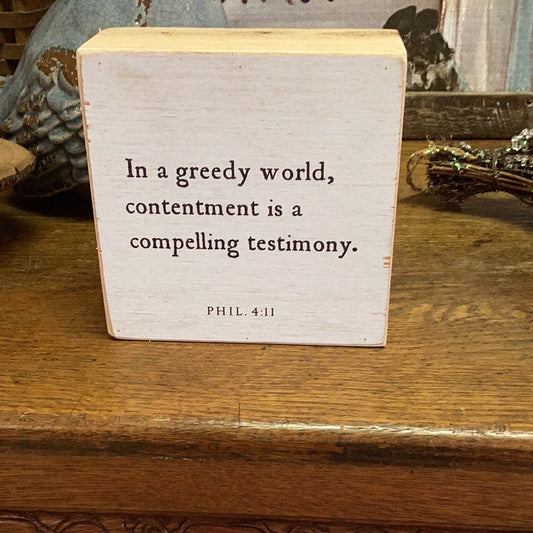 In a greedy world,
contentment is a
compelling testimony.
PHIL. 4:11